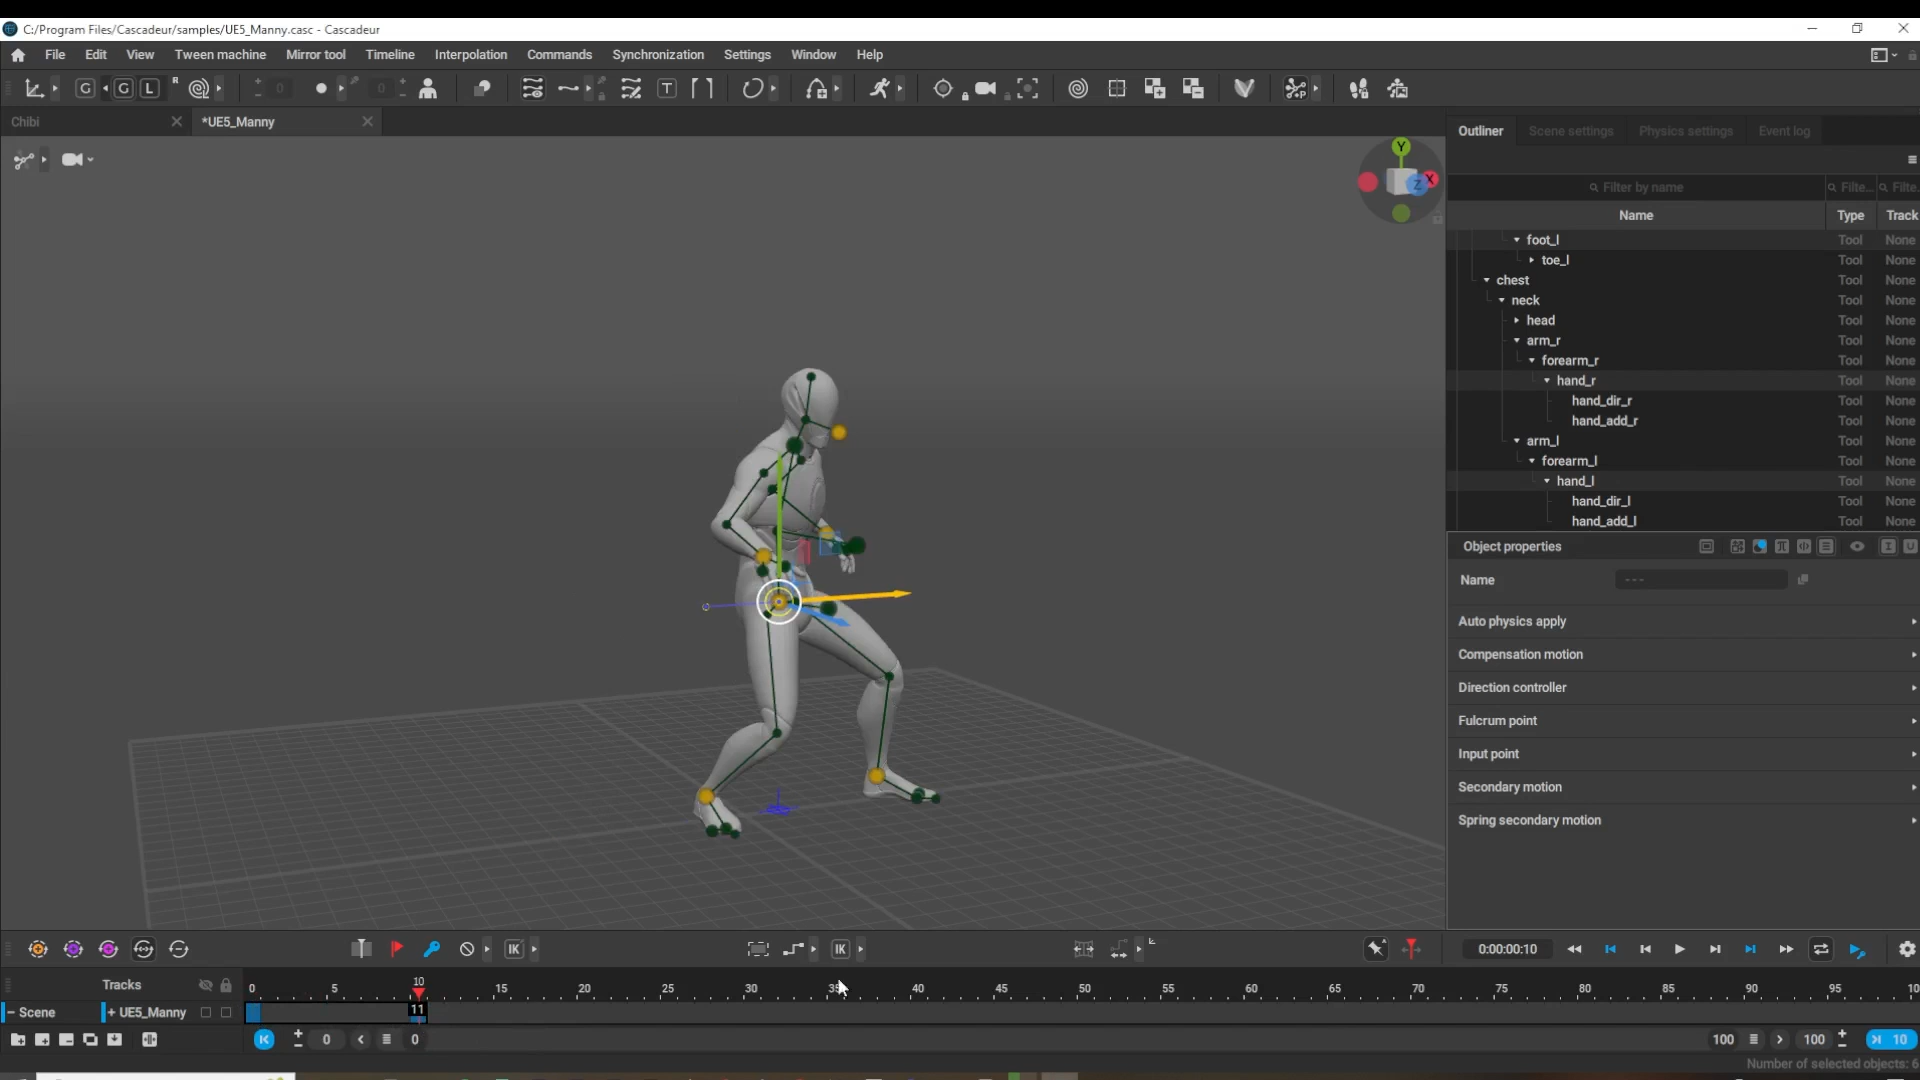 C:/Program Files/Cascadeur/samples/UE5_Manny.casc - Cascadeur
File Edit View Tween machine Mirror tool Timeline Interpolation Commands Synchronization Settings Window Help
G G L R 0 0 T P
Chibi *UE5_Manny
Outliner Scene settings Physics settings Event log
Y X Z
Filter by name Filte... Filte.
Name Type Track
foot_l Tool None
toe_l Tool None
chest Tool None
neck Tool None
head Tool None
arm_r Tool None
forearm_r Tool None
hand_r Tool None
hand_dir_r Tool None
hand_add_r Tool None
arm_l Tool None
forearm_l Tool None
hand_l Tool None
hand_dir_l Tool None
hand_add_l Tool None
Object properties
Name ---
Auto physics apply
Compensation motion
Direction controller
Fulcrum point
Input point
Secondary motion
Spring secondary motion
IK IK 0:00:00:10
Tracks 0 5 10 15 20 25 30 35 40 45 50 55 60 65 70 75 80 85 90 95 10
− Scene + UE5_Manny 11
0 0 100 100 10
Number of selected objects: 6